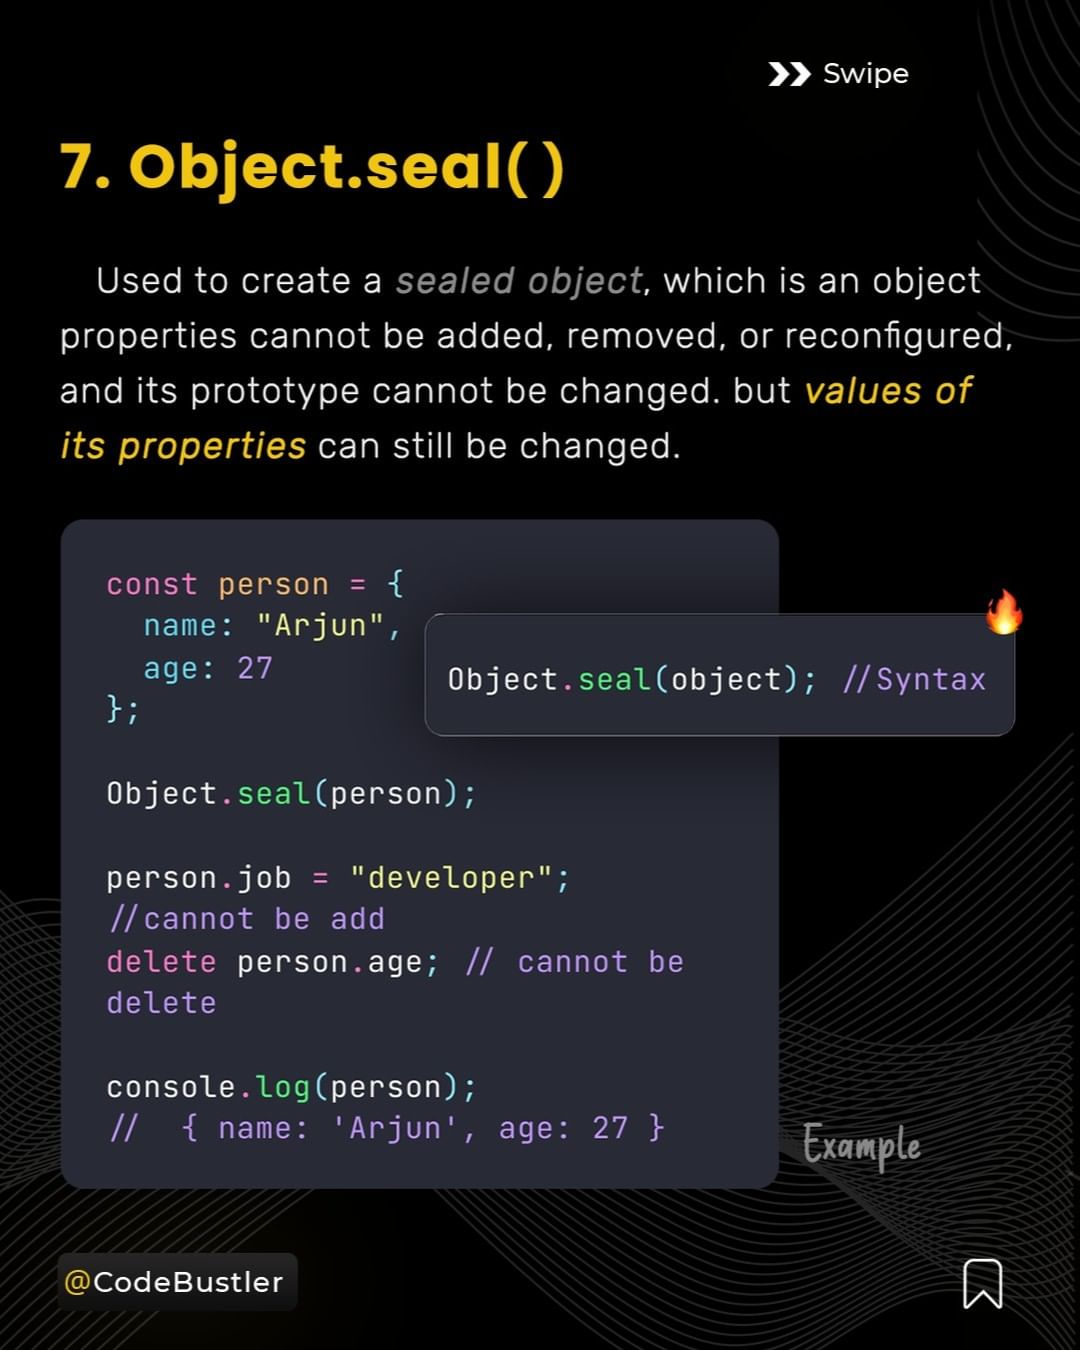 Swipe
7. Object.seal( )
Used to create a sealed object, which is an object
properties cannot be added, removed, or reconfigured,
and its prototype cannot be changed. but values of
its properties can still be changed.
const person = {
  name: "Arjun",
  age: 27
};
Object.seal(object); //Syntax
Object.seal(person);
person.job = "developer";
//cannot be add
delete person.age; // cannot be
delete
console.log(person);
//  { name: 'Arjun', age: 27 }
Example
@CodeBustler